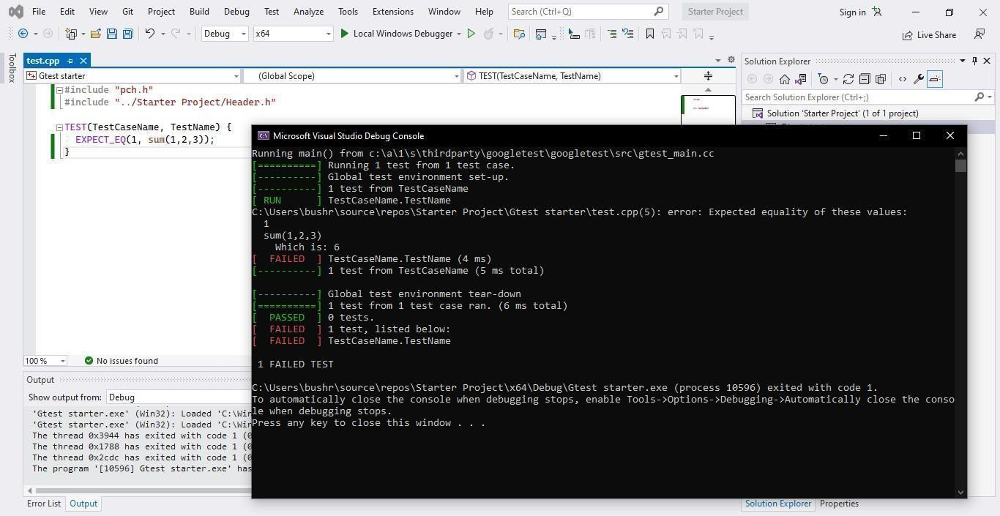 File Edit View Git Project Build Debug Test Analyze Tools Extensions Window Help Search (Ctrl+Q) Starter Project Sign in
Debug x64 Local Windows Debugger Live Share
Toolbox
test.cpp
Gtest starter (Global Scope) TEST(TestCaseName, TestName)
#include "pch.h"
#include "../Starter Project/Header.h"
TEST(TestCaseName, TestName) {
EXPECT_EQ(1, sum(1,2,3));
}
100 % No issues found
Output
Show output from: Debug
'Gtest starter.exe' (Win32): Loaded 'C:\Win
'Gtest starter.exe' (Win32): Loaded 'C:\Win
The thread 0x3944 has exited with code 1 (0
The thread 0x1788 has exited with code 1 (0
The thread 0x2cdc has exited with code 1 (0
The program '[10596] Gtest starter.exe' has
Error List Output
Solution Explorer
Search Solution Explorer (Ctrl+;)
Solution 'Starter Project' (1 of 1 project)
Microsoft Visual Studio Debug Console
Running main() from c:\a\1\s\thirdparty\googletest\googletest\src\gtest_main.cc
[==========] Running 1 test from 1 test case.
[----------] Global test environment set-up.
[----------] 1 test from TestCaseName
[ RUN      ] TestCaseName.TestName
C:\Users\bushr\source\repos\Starter Project\Gtest starter\test.cpp(5): error: Expected equality of these values:
1
sum(1,2,3)
Which is: 6
[  FAILED  ] TestCaseName.TestName (4 ms)
[----------] 1 test from TestCaseName (5 ms total)
[----------] Global test environment tear-down
[==========] 1 test from 1 test case ran. (6 ms total)
[  PASSED  ] 0 tests.
[  FAILED  ] 1 test, listed below:
[  FAILED  ] TestCaseName.TestName
1 FAILED TEST
C:\Users\bushr\source\repos\Starter Project\x64\Debug\Gtest starter.exe (process 10596) exited with code 1.
To automatically close the console when debugging stops, enable Tools->Options->Debugging->Automatically close the conso
le when debugging stops.
Press any key to close this window . . .
Solution Explorer Properties